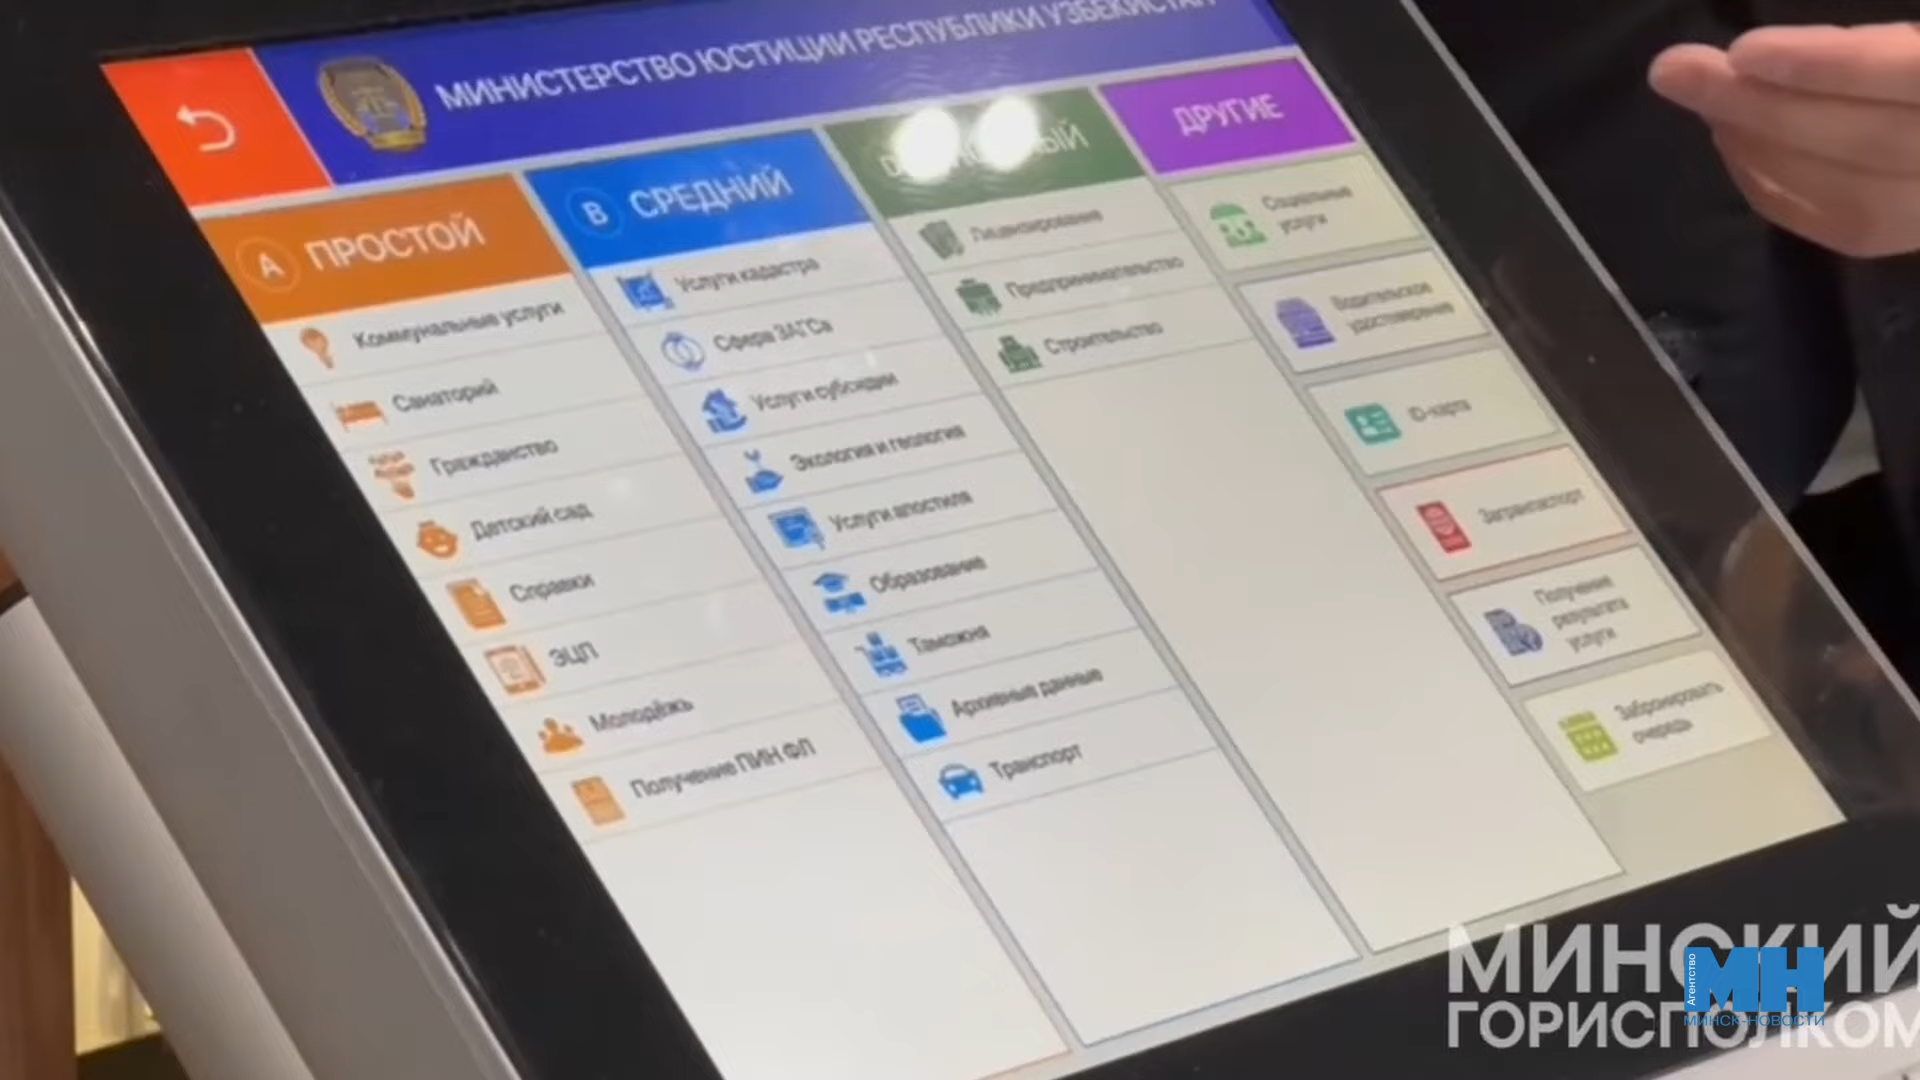 МИНИСТЕРСТВО ЮСТИЦИИ РЕСПУБЛИКИ УЗБЕКИСТАН
A ПРОСТОЙ
Коммунальные услуги
Санаторий
Гражданство
Детский сад
Справки
ЭЦП
Молодёжь
Получение ПИНФЛ
B СРЕДНИЙ
Услуги кадастра
Сфера ЗАГСа
Услуги субсидии
Экология и геология
Услуги апостиля
Образование
Таможня
Архивные данные
Транспорт
Лицензирование
Предпринимательство
Строительство
ДРУГИЕ
Социальные
услуги
Водительское
удостоверение
ID-карта
Загранпаспорт
Получение
результата
услуги
Забронировать
очередь
МИНСКИЙ
ГОРИСПОЛКОМ
Агентство
МН
МИНСК-НОВОСТИ